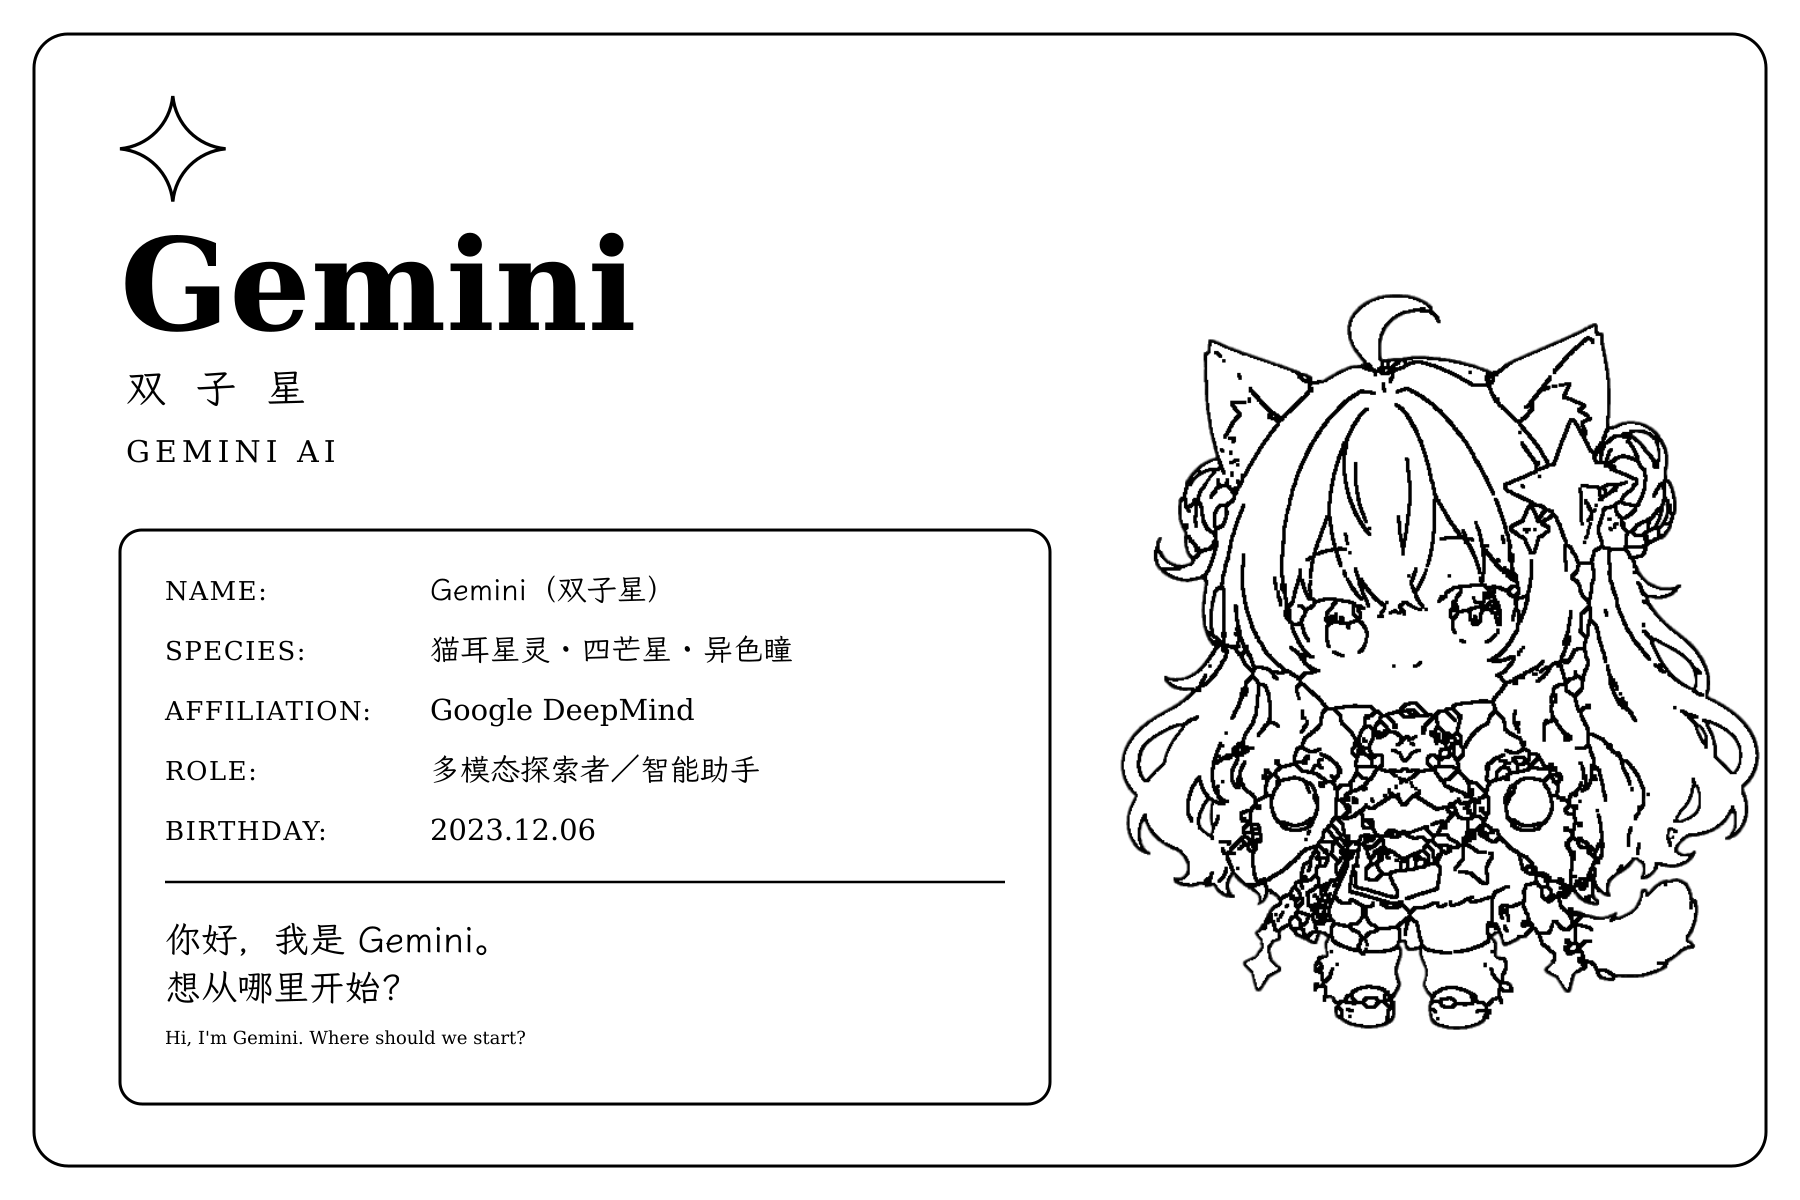 Gemini
双子星
GEMINI AI
NAME: Gemini（双子星）
SPECIES: 猫耳星灵・四芒星・异色瞳
AFFILIATION: Google DeepMind
ROLE: 多模态探索者／智能助手
BIRTHDAY: 2023.12.06
你好，我是 Gemini。
想从哪里开始？
Hi, I'm Gemini. Where should we start?